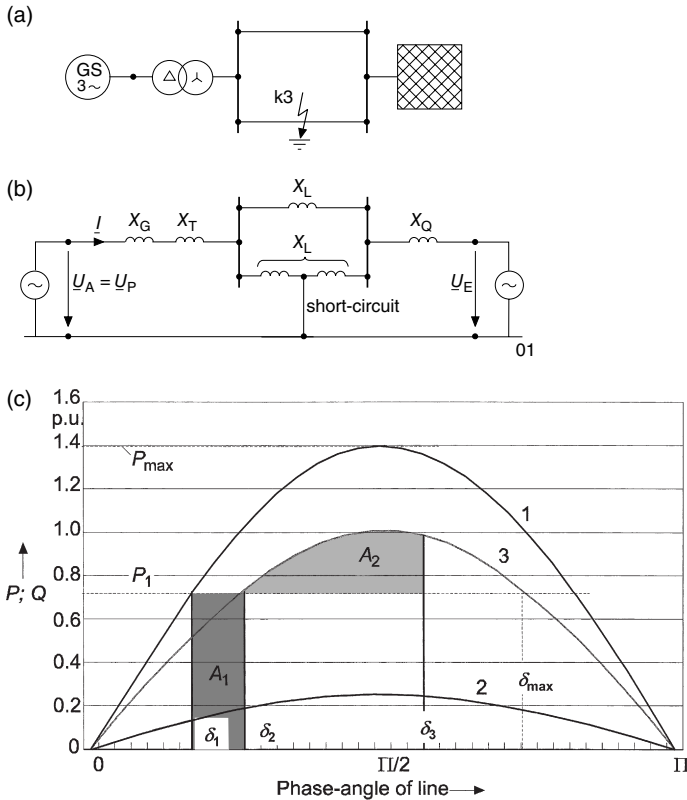 (a)
GS
3~
k3
(b)
X_L
I X_G X_T X_L X_Q
U_A = U_P
short-circuit
U_E
01
(c)
1.6
p.u.
1.4
P_max
1.2
1
1.0
A_2
3
0.8
P_1
P; Q
0.6
0.4
A_1
δ_max
0.2
2
0
δ_1
δ_2
δ_3
0
Π/2
Π
Phase-angle of line